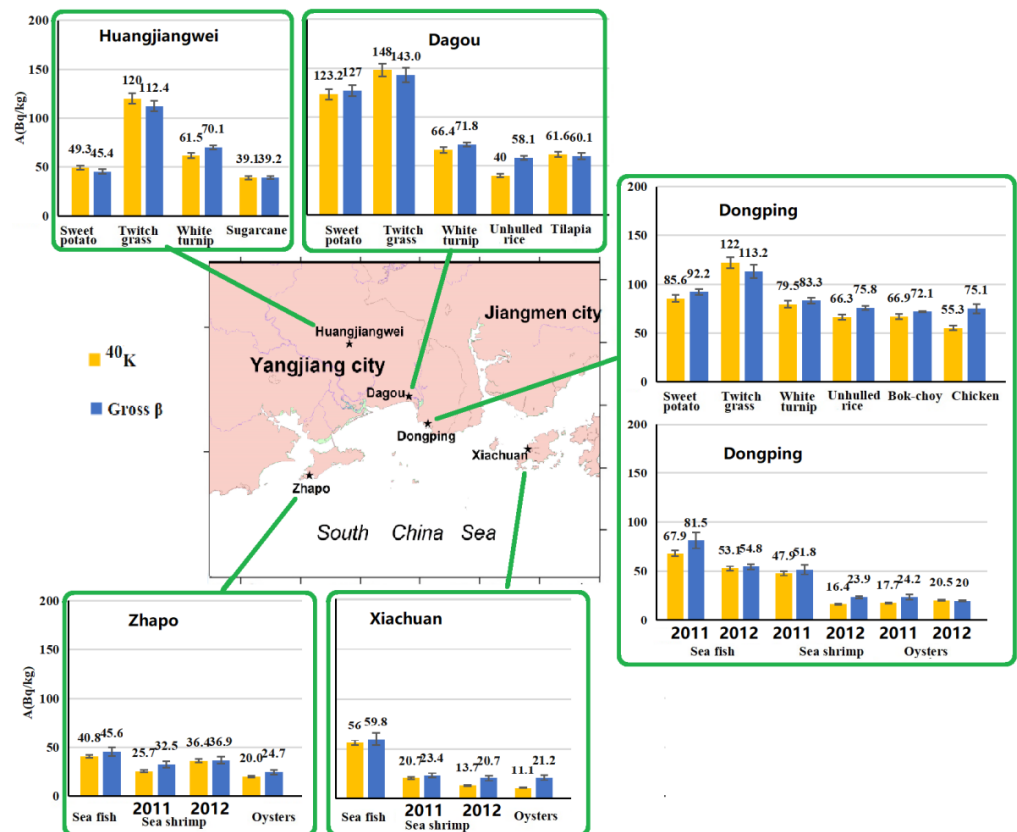 Huangjiangwei
A(Bq/kg)
200
150
100
50
0
49.3 45.4
120 112.4
61.5 70.1
39.1 39.2
Sweet potato
Twitch grass
White turnip
Sugarcane
Dagou
123.2 127
148 143.0
66.4 71.8
40 58.1
61.6 60.1
Sweet potato
Twitch grass
White turnip
Unhulled rice
Tilapia
Dongping
200
150
100
50
0
85.6 92.2
122 113.2
79.5 83.3
66.3 75.8
66.9 72.1
55.3 75.1
Sweet potato
Twitch grass
White turnip
Unhulled rice
Bok-choy
Chicken
Dongping
200
150
100
50
0
67.9 81.5
53.1 54.8
47.9 51.8
16.4 23.9
17.7 24.2
20.5 20
2011 2012 2011 2012 2011 2012
Sea fish Sea shrimp Oysters
40K
Gross β
Huangjiangwei
Jiangmen city
Yangjiang city
Dagou
Dongping
Xiachuan
Zhapo
South China Sea
Zhapo
A(Bq/kg)
200
150
100
50
0
40.8 45.6
25.7 32.5
36.4 36.9
20.0 24.7
2011 2012
Sea fish Sea shrimp Oysters
Xiachuan
56 59.8
20.7 23.4
13.7 20.7
11.1 21.2
2011 2012
Sea fish Sea shrimp Oysters